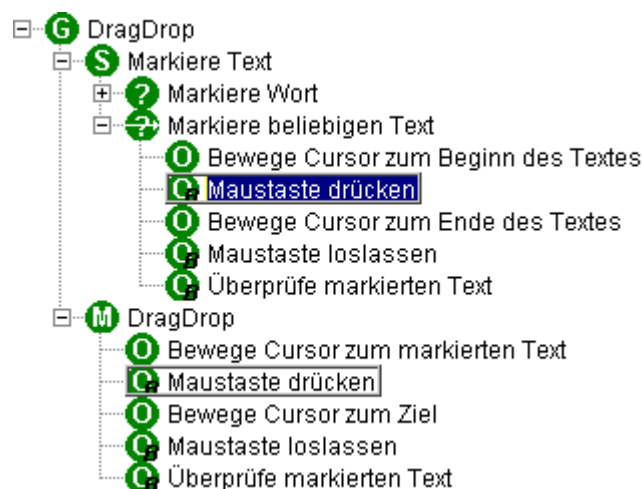 G DragDrop
S Markiere Text
? Markiere Wort
? Markiere beliebigen Text
O Bewege Cursor zum Beginn des Textes
O Maustaste drücken
O Bewege Cursor zum Ende des Textes
O Maustaste loslassen
O Überprüfe markierten Text
M DragDrop
O Bewege Cursor zum markierten Text
O Maustaste drücken
O Bewege Cursor zum Ziel
O Maustaste loslassen
O Überprüfe markierten Text